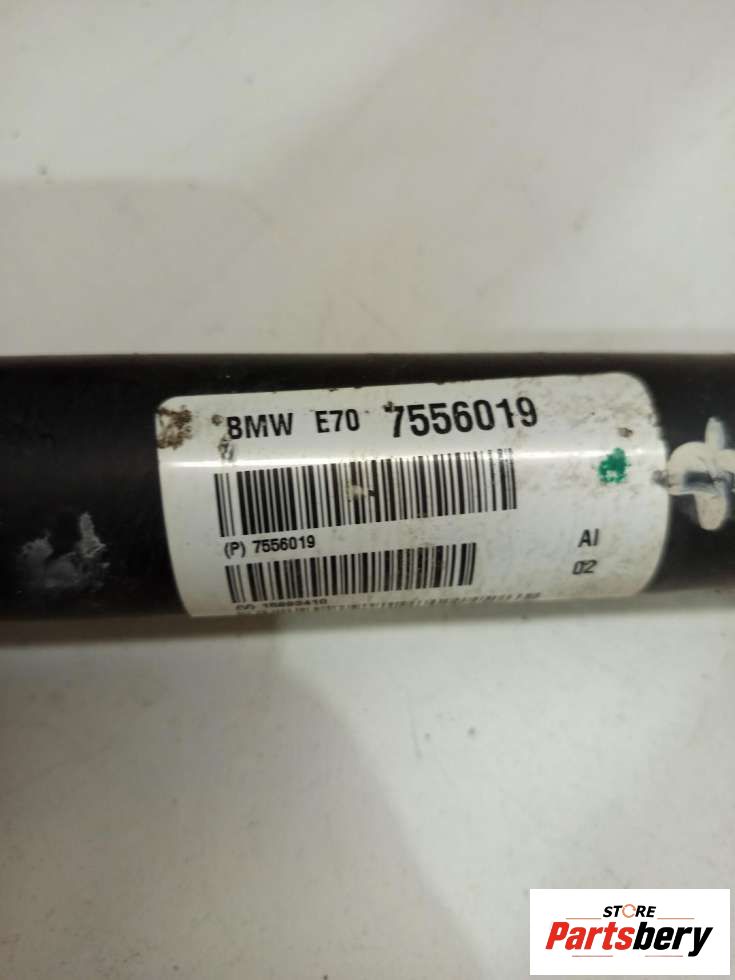 BMW E70 7556019
(P) 7556019
AI
02
STORE
Partsbery